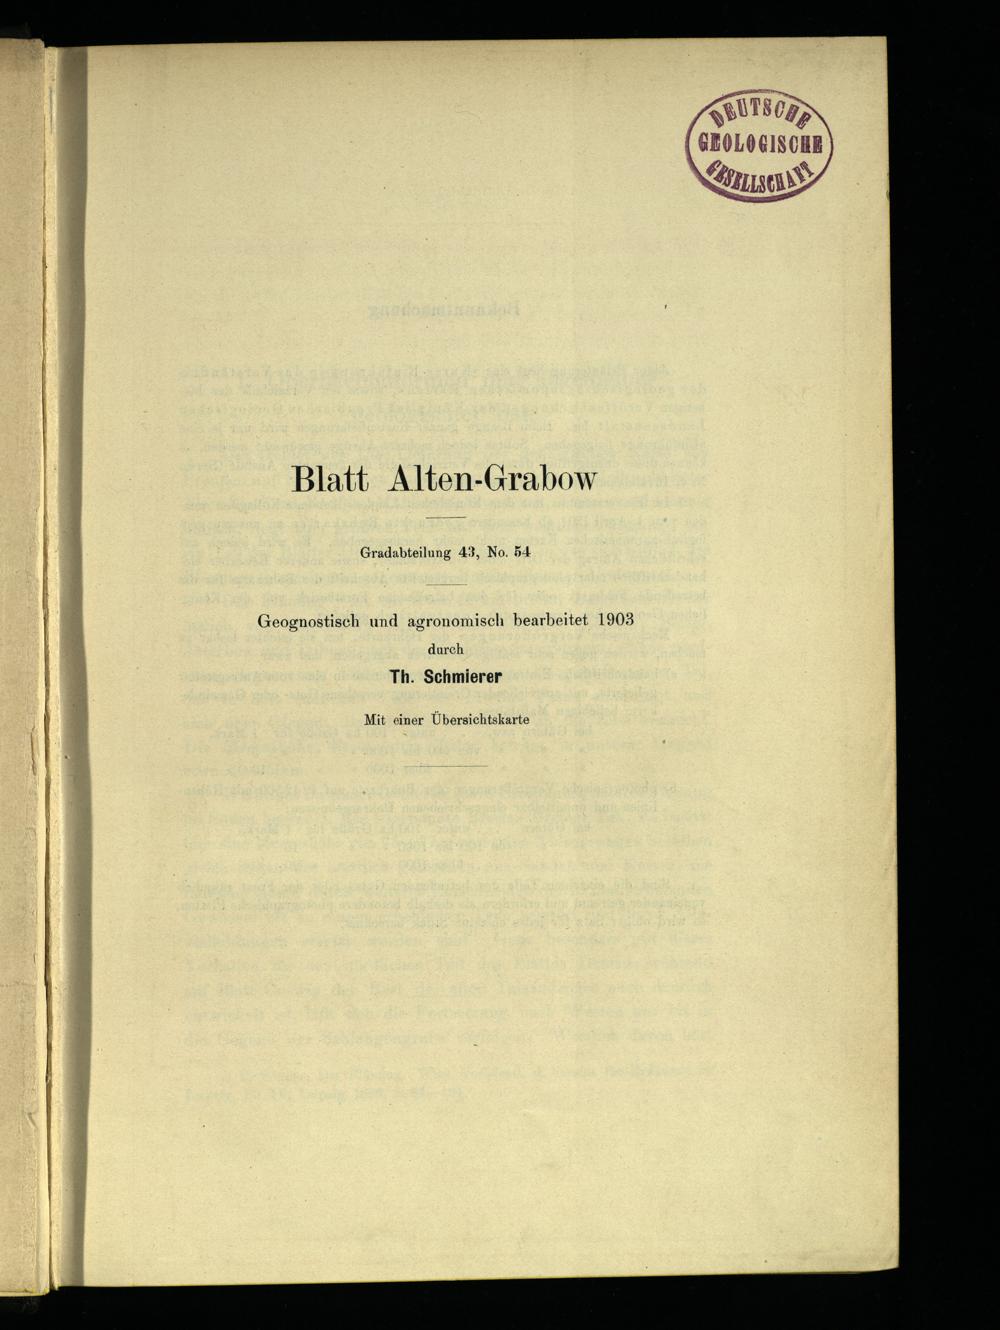 DEUTSCHE
GEOLOGISCHE
GESELLSCHAFT
Blatt Alten-Grabow
Gradabteilung 43, No. 54
Geognostisch und agronomisch bearbeitet 1903
durch
Th. Schmierer
Mit einer Übersichtskarte